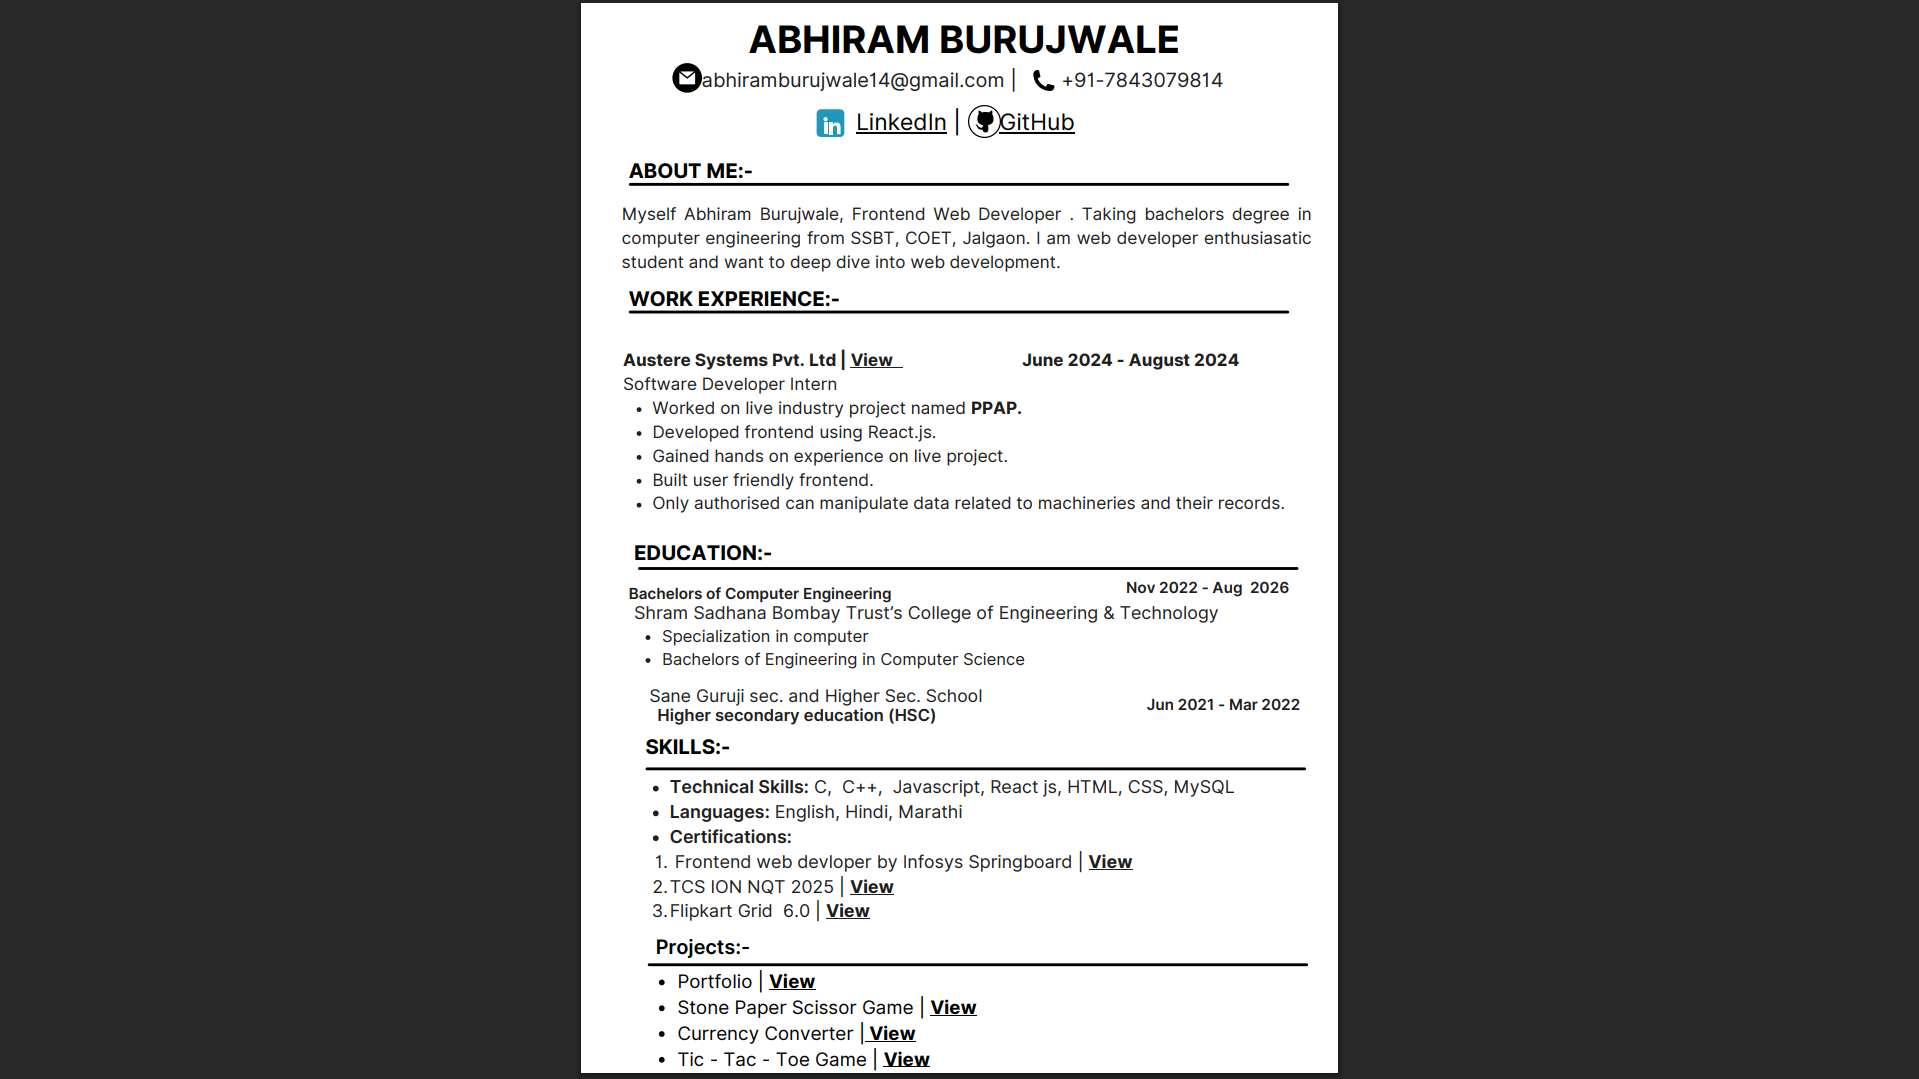 ABHIRAM BURUJWALE
abhiramburujwale14@gmail.com | +91-7843079814
LinkedIn | GitHub
ABOUT ME:-
Myself Abhiram Burujwale, Frontend Web Developer . Taking bachelors degree in
computer engineering from SSBT, COET, Jalgaon. I am web developer enthusiasatic
student and want to deep dive into web development.
WORK EXPERIENCE:-
Austere Systems Pvt. Ltd | View June 2024 - August 2024
Software Developer Intern
• Worked on live industry project named PPAP.
• Developed frontend using React.js.
• Gained hands on experience on live project.
• Built user friendly frontend.
• Only authorised can manipulate data related to machineries and their records.
EDUCATION:-
Bachelors of Computer Engineering Nov 2022 - Aug 2026
Shram Sadhana Bombay Trust's College of Engineering & Technology
• Specialization in computer
• Bachelors of Engineering in Computer Science
Sane Guruji sec. and Higher Sec. School Jun 2021 - Mar 2022
Higher secondary education (HSC)
SKILLS:-
• Technical Skills: C, C++, Javascript, React js, HTML, CSS, MySQL
• Languages: English, Hindi, Marathi
• Certifications:
1. Frontend web devloper by Infosys Springboard | View
2. TCS ION NQT 2025 | View
3. Flipkart Grid 6.0 | View
Projects:-
• Portfolio | View
• Stone Paper Scissor Game | View
• Currency Converter | View
• Tic - Tac - Toe Game | View